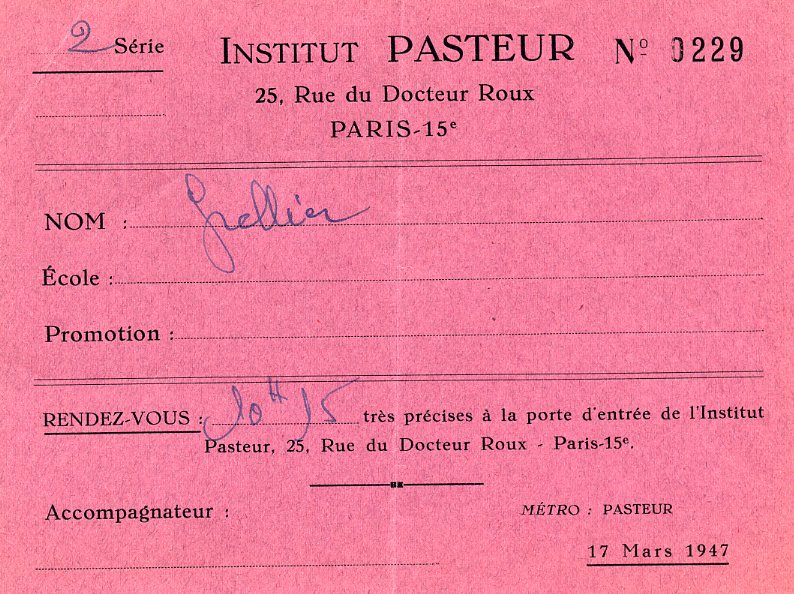 2 Série INSTITUT PASTEUR Nº 0229
25, Rue du Docteur Roux
PARIS-15ᵉ
NOM : Grellier
École :
Promotion :
RENDEZ-VOUS : 10ᴴ 15 très précises à la porte d'entrée de l'Institut
Pasteur, 25, Rue du Docteur Roux - Paris-15ᵉ.
Accompagnateur :
MÉTRO : PASTEUR
17 Mars 1947